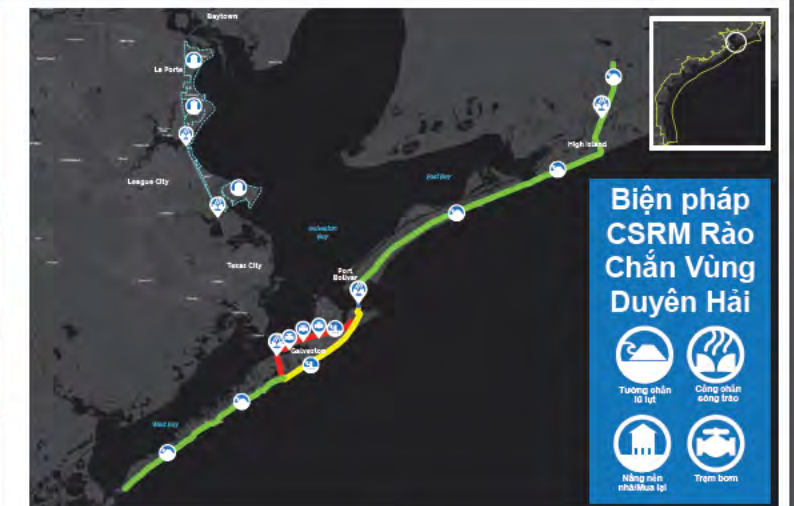 Baytown
La Porte
League City
High Island
East Bay
Galveston
Bay
Texas City
Port
Bolivar
Galveston
West Bay
Biện pháp
CSRM Rào
Chắn Vùng
Duyên Hải
Tường chắn
lũ lụt
Cổng chắn
sóng trào
Nâng nền
nhà/Mua lại
Trạm bơm